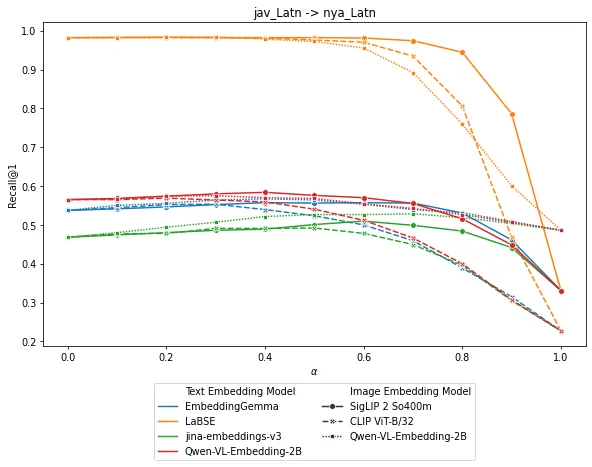 jav_Latn -> nya_Latn
Recall@1
1.0
0.9
0.8
0.7
0.6
0.5
0.4
0.3
0.2
0.0 0.2 0.4 0.6 0.8 1.0
α
Text Embedding Model Image Embedding Model
EmbeddingGemma SigLIP 2 So400m
LaBSE CLIP ViT-B/32
jina-embeddings-v3 Qwen-VL-Embedding-2B
Qwen-VL-Embedding-2B